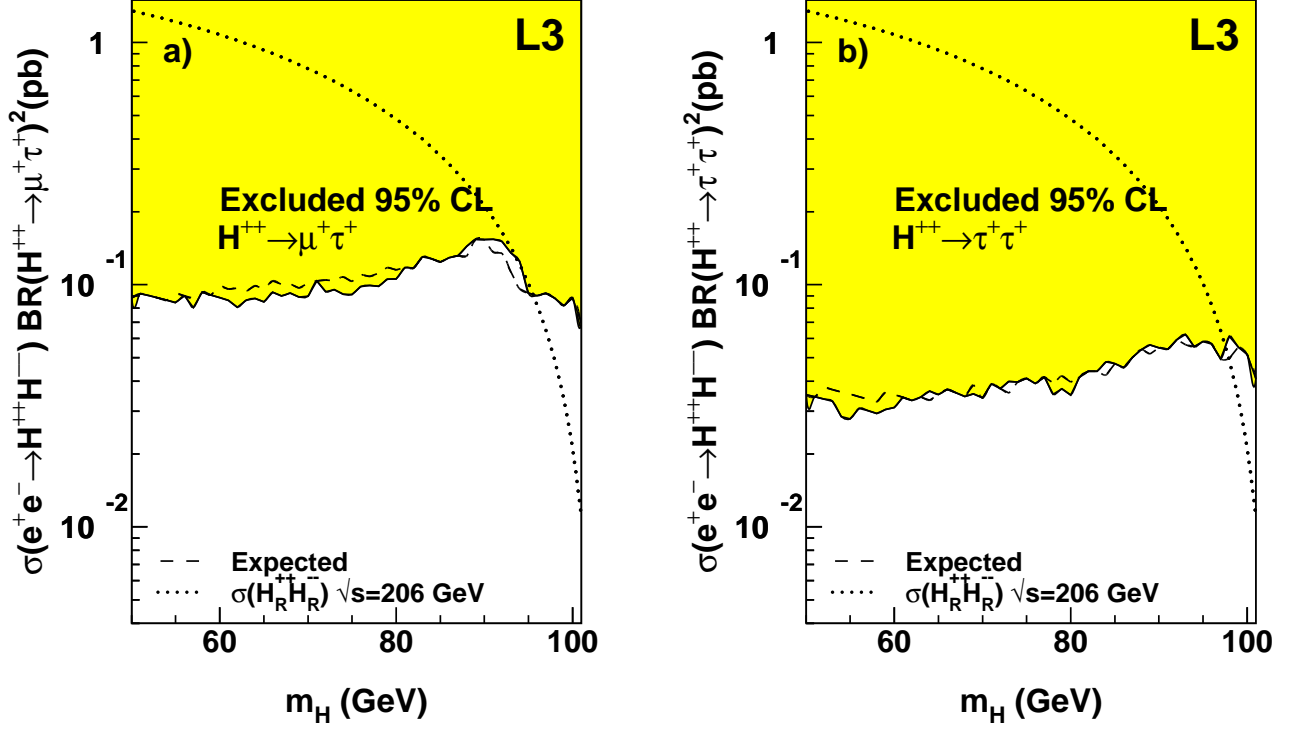 σ(e⁺e⁻→H⁺⁺H⁻⁻) BR(H⁺⁺→μ⁺τ⁺)²(pb)
a)
L3
1
10⁻¹
10⁻²
Excluded 95% CL
H⁺⁺→μ⁺τ⁺
Expected
σ(H_R⁺⁺H_R⁻⁻) √s=206 GeV
60 80 100
m_H (GeV)
σ(e⁺e⁻→H⁺⁺H⁻⁻) BR(H⁺⁺→τ⁺τ⁺)²(pb)
b)
L3
1
10⁻¹
10⁻²
Excluded 95% CL
H⁺⁺→τ⁺τ⁺
Expected
σ(H_R⁺⁺H_R⁻⁻) √s=206 GeV
60 80 100
m_H (GeV)